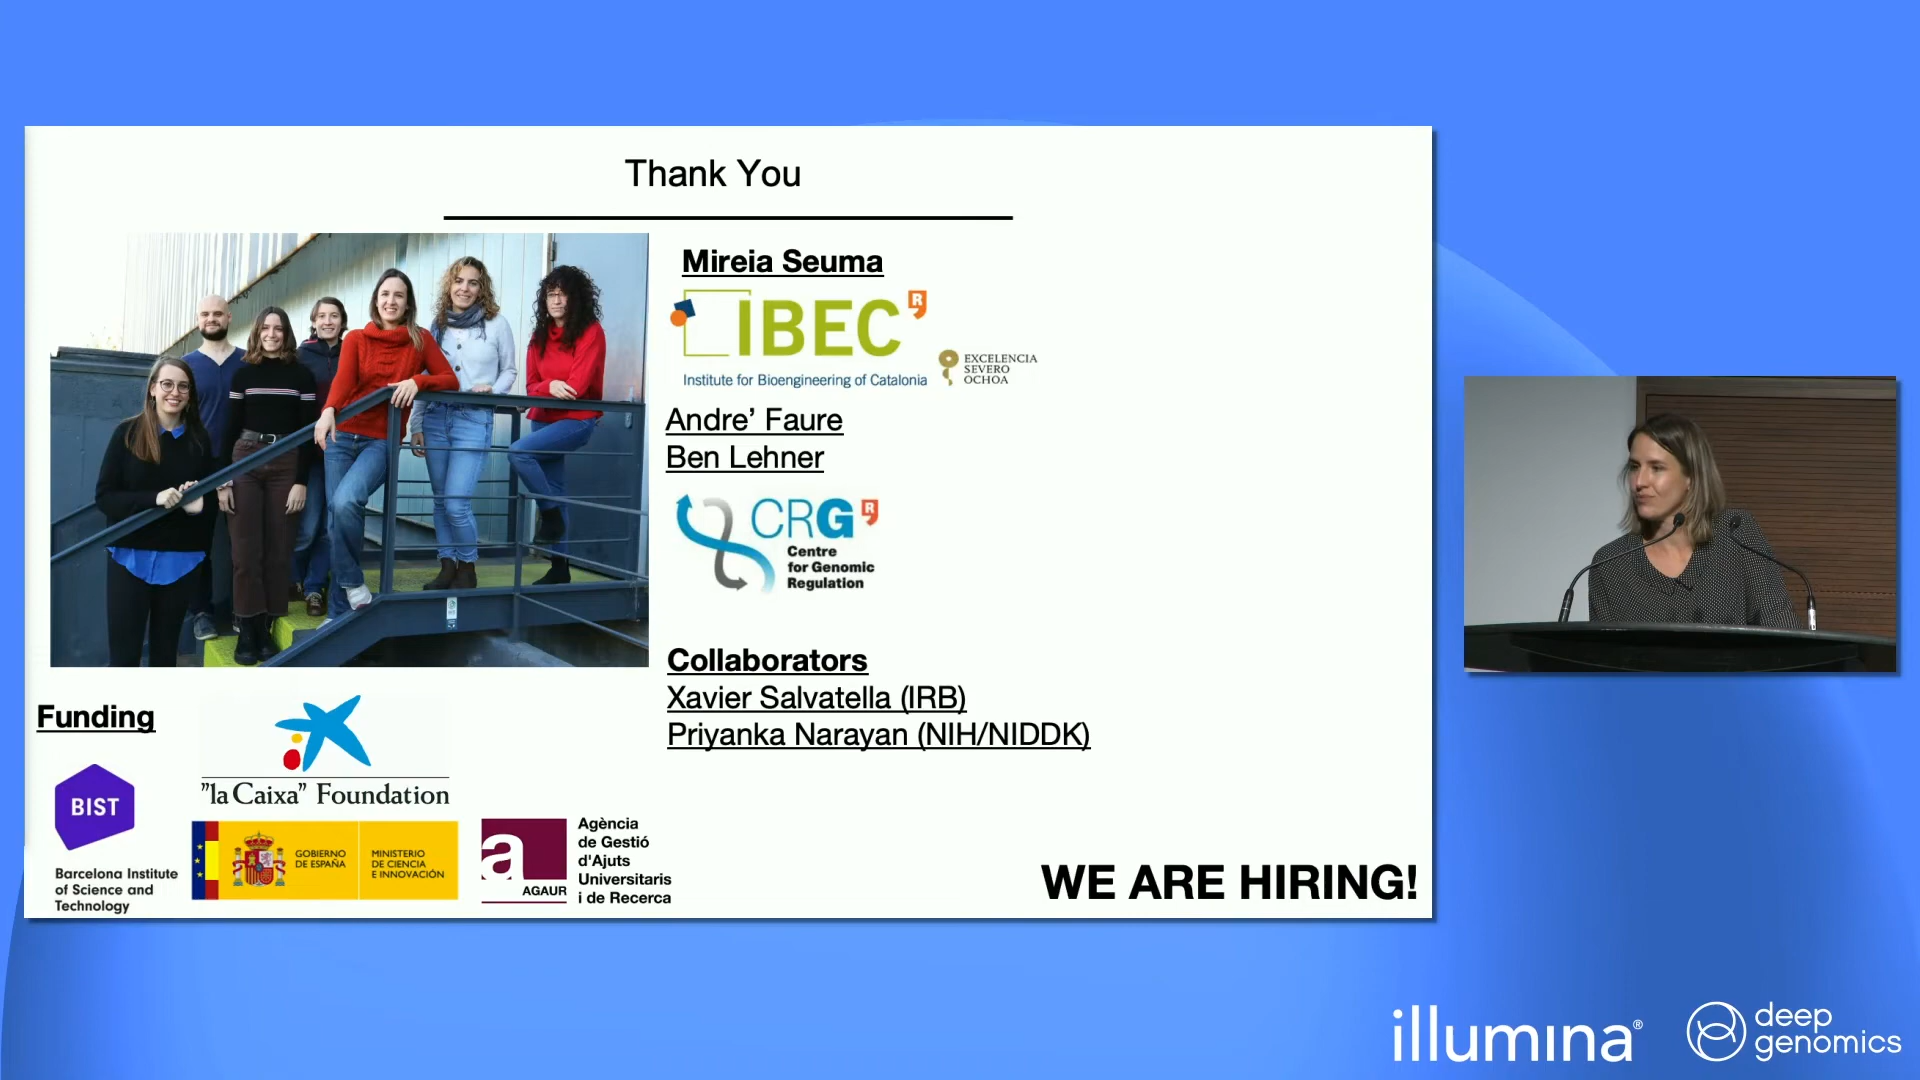 Thank You
Mireia Seuma
IBEC R
Institute for Bioengineering of Catalonia
EXCELENCIA
SEVERO
OCHOA
Andre’ Faure
Ben Lehner
CRG R
Centre
for Genomic
Regulation
Collaborators
Xavier Salvatella (IRB)
Priyanka Narayan (NIH/NIDDK)
Funding
BIST
Barcelona Institute
of Science and
Technology
"la Caixa" Foundation
GOBIERNO
DE ESPAÑA
MINISTERIO
DE CIENCIA
E INNOVACIÓN
a
AGAUR
Agència
de Gestió
d'Ajuts
Universitaris
i de Recerca
WE ARE HIRING!
illumina®
deep
genomics